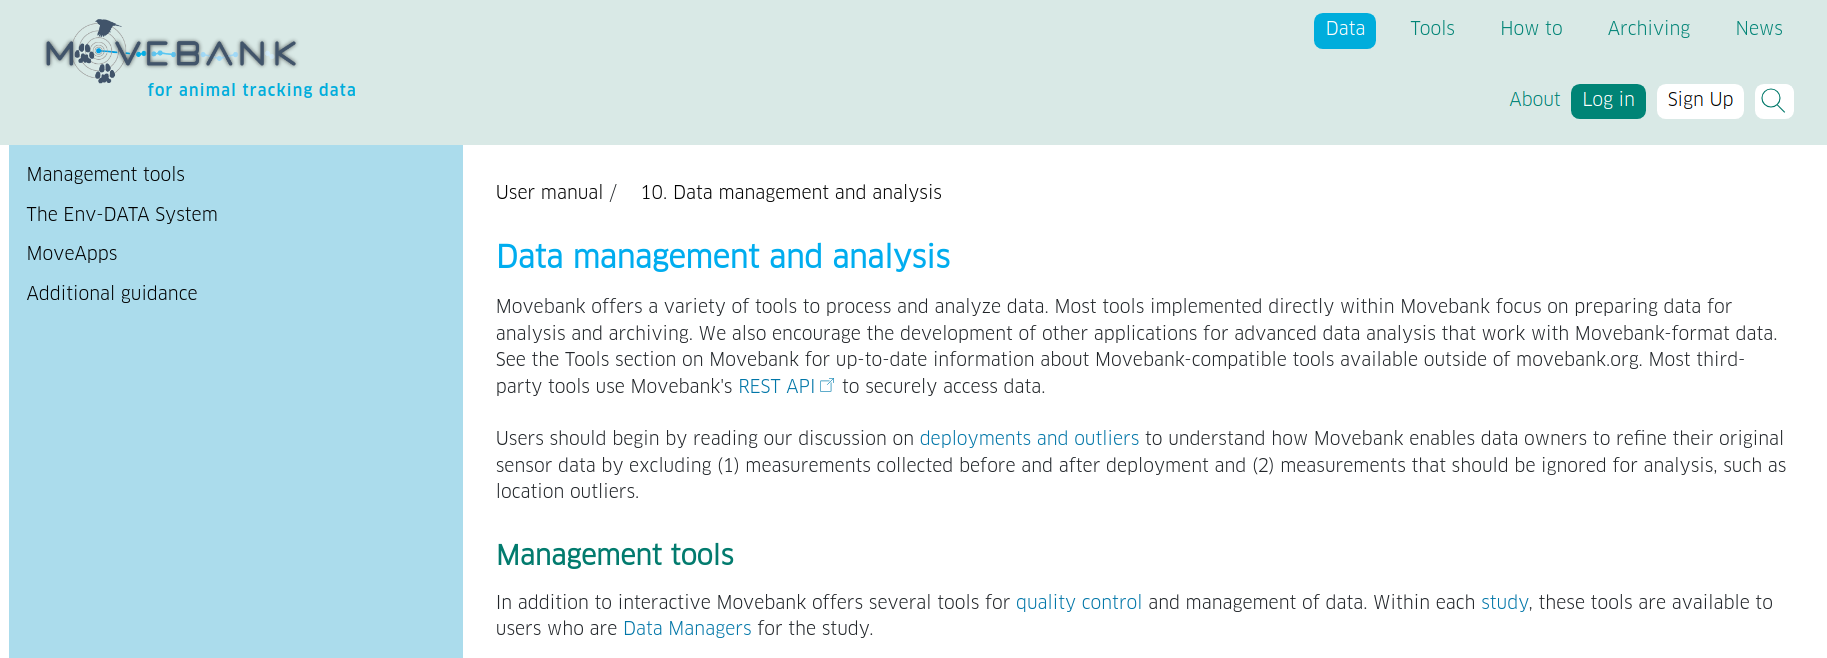 MOVEBANK
for animal tracking data
Data Tools How to Archiving News
About Log in Sign Up
Management tools
The Env-DATA System
MoveApps
Additional guidance
User manual / 10. Data management and analysis
Data management and analysis
Movebank offers a variety of tools to process and analyze data. Most tools implemented directly within Movebank focus on preparing data for
analysis and archiving. We also encourage the development of other applications for advanced data analysis that work with Movebank-format data.
See the Tools section on Movebank for up-to-date information about Movebank-compatible tools available outside of movebank.org. Most third-
party tools use Movebank's REST API to securely access data.
Users should begin by reading our discussion on deployments and outliers to understand how Movebank enables data owners to refine their original
sensor data by excluding (1) measurements collected before and after deployment and (2) measurements that should be ignored for analysis, such as
location outliers.
Management tools
In addition to interactive Movebank offers several tools for quality control and management of data. Within each study, these tools are available to
users who are Data Managers for the study.